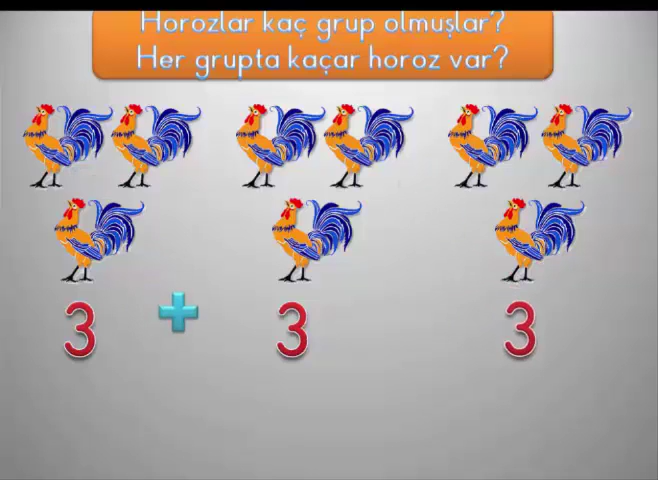 Horozlar kaç grup olmuşlar?
Her grupta kaçar horoz var?
3 + 3 3